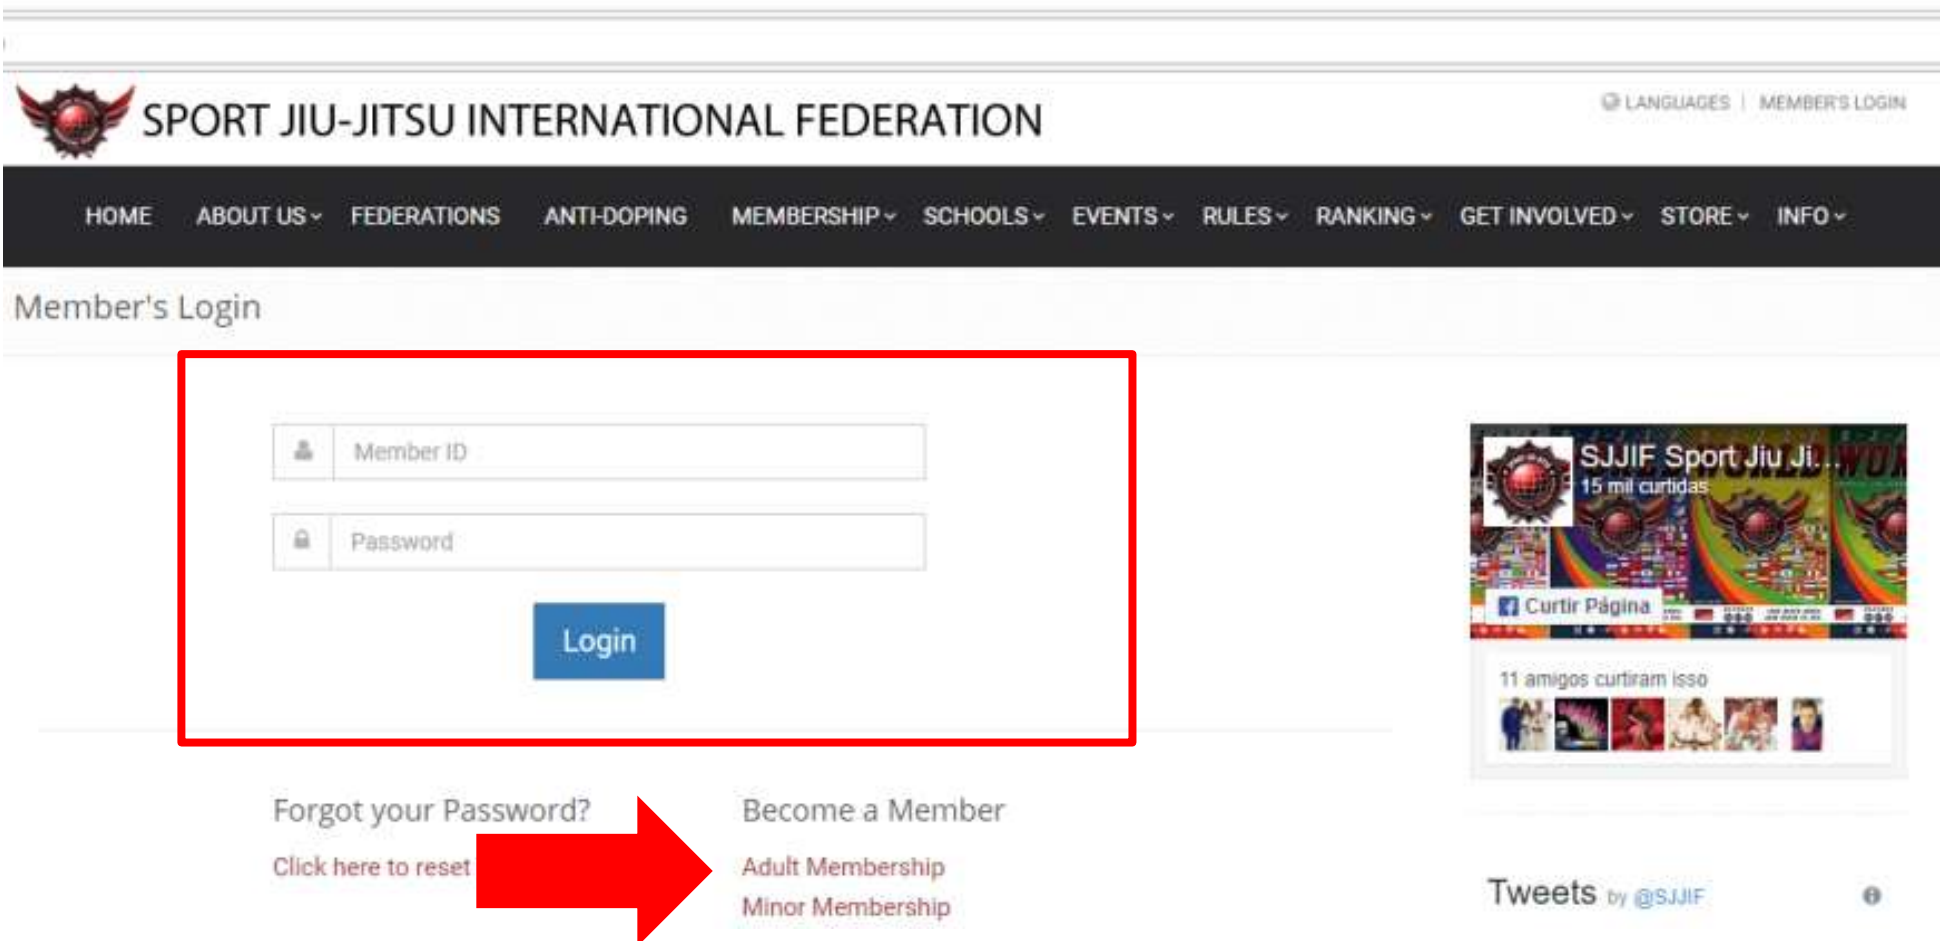 SPORT JIU-JITSU INTERNATIONAL FEDERATION
LANGUAGES | MEMBER'S LOGIN
HOME ABOUT US FEDERATIONS ANTI-DOPING MEMBERSHIP SCHOOLS EVENTS RULES RANKING GET INVOLVED STORE INFO
Member's Login
Member ID
Password
Login
Forgot your Password?
Click here to reset
Become a Member
Adult Membership
Minor Membership
SJJIF Sport Jiu Ji...
15 mil curtidas
Curtir Página
11 amigos curtiram isso
Tweets by @SJJIF